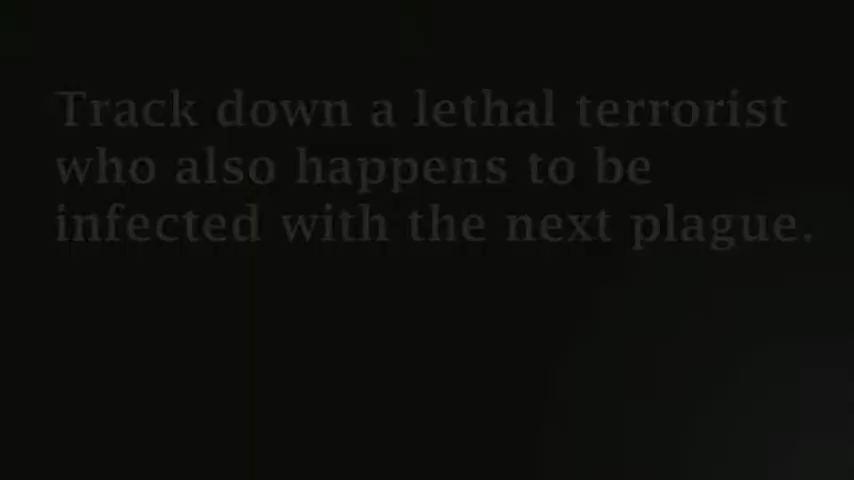 Track down a lethal terrorist
who also happens to be
infected with the next plague.